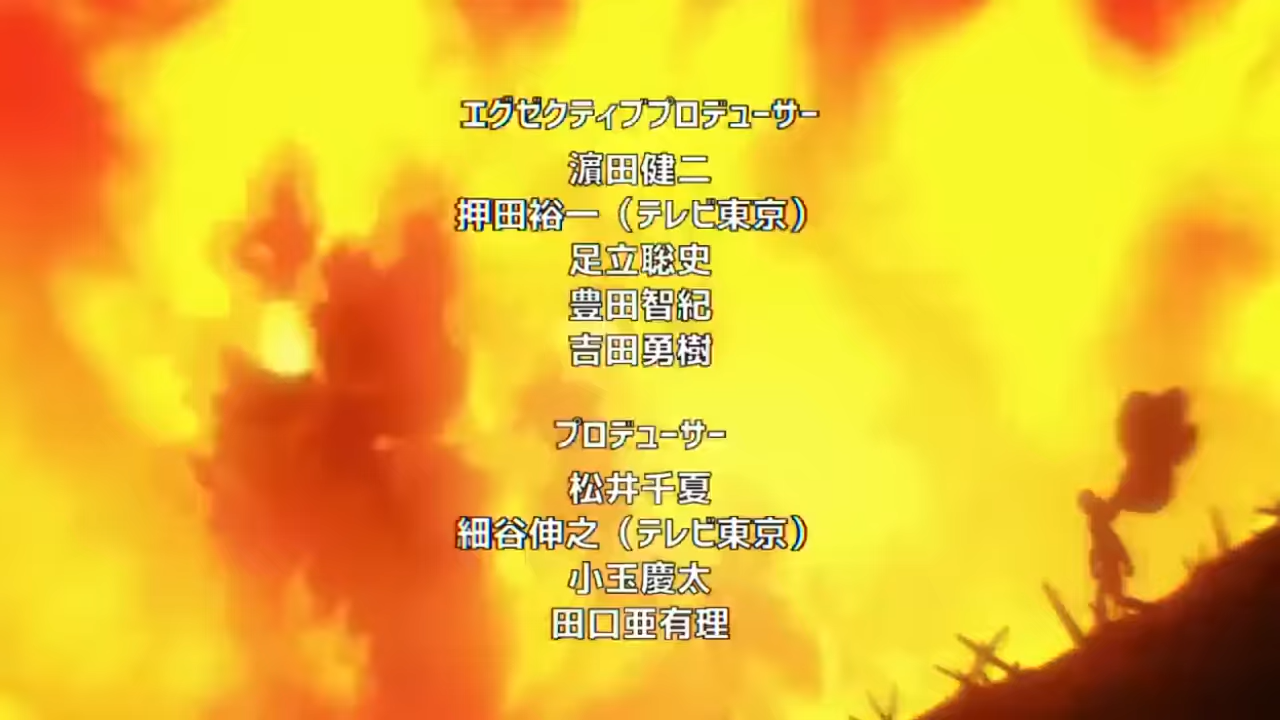 エグゼクティブプロデューサー
濵田健二
押田裕一（テレビ東京）
足立聡史
豊田智紀
吉田勇樹
プロデューサー
松井千夏
細谷伸之（テレビ東京）
小玉慶太
田口亜有理